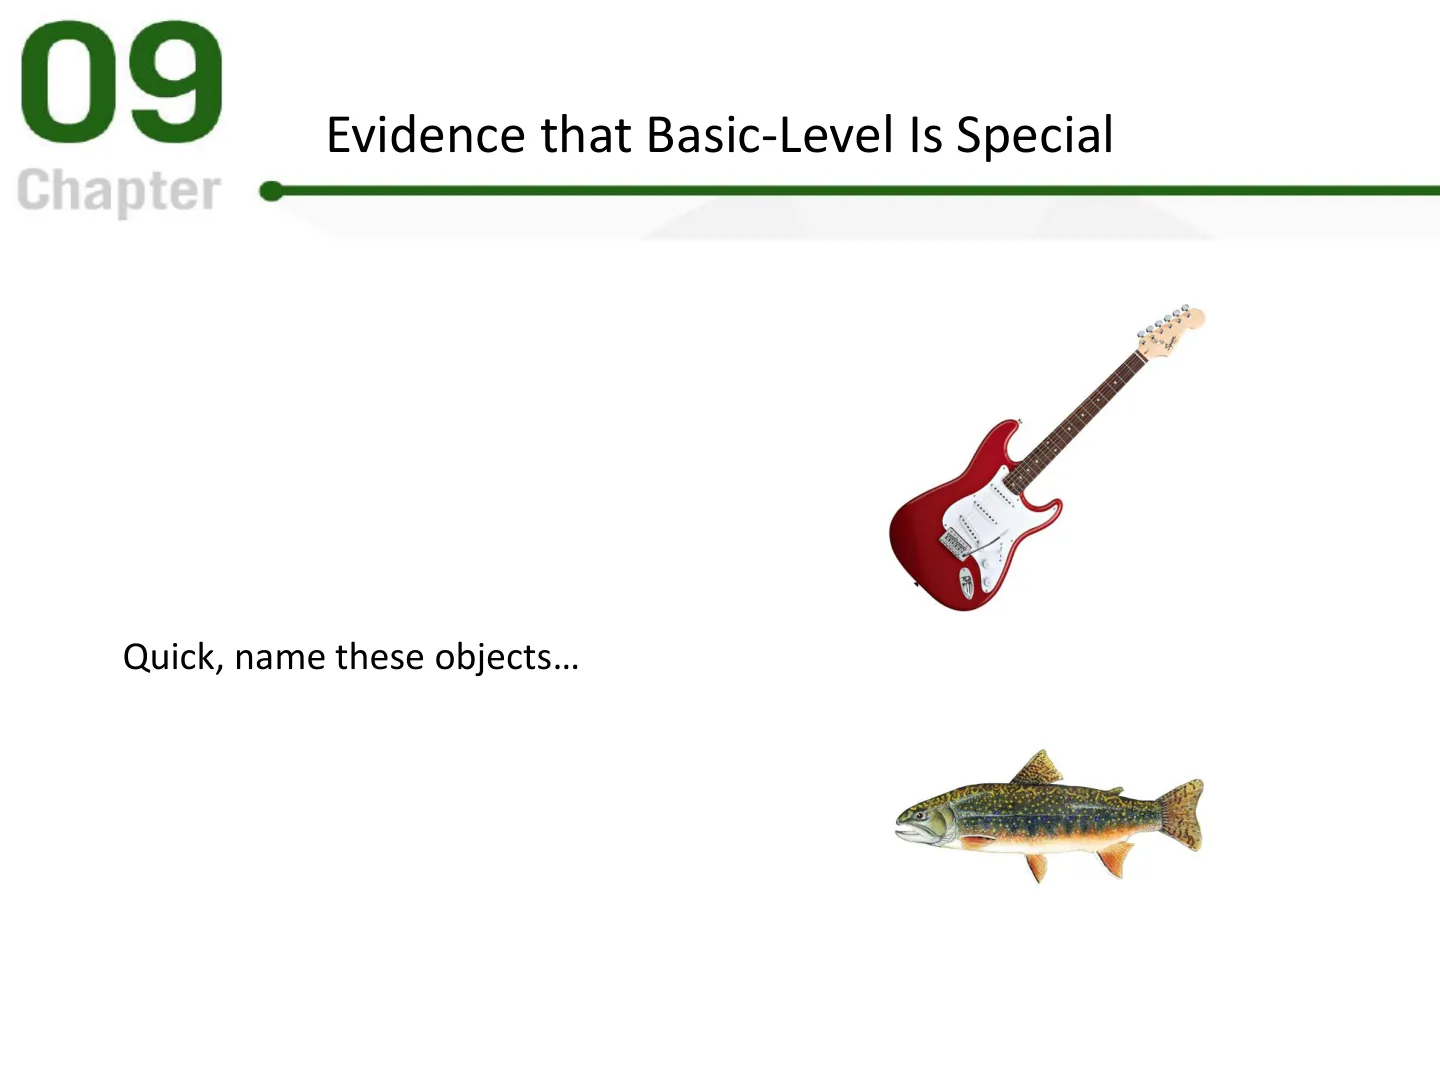 09
Chapter
Evidence that Basic-Level Is Special
Quick, name these objects…